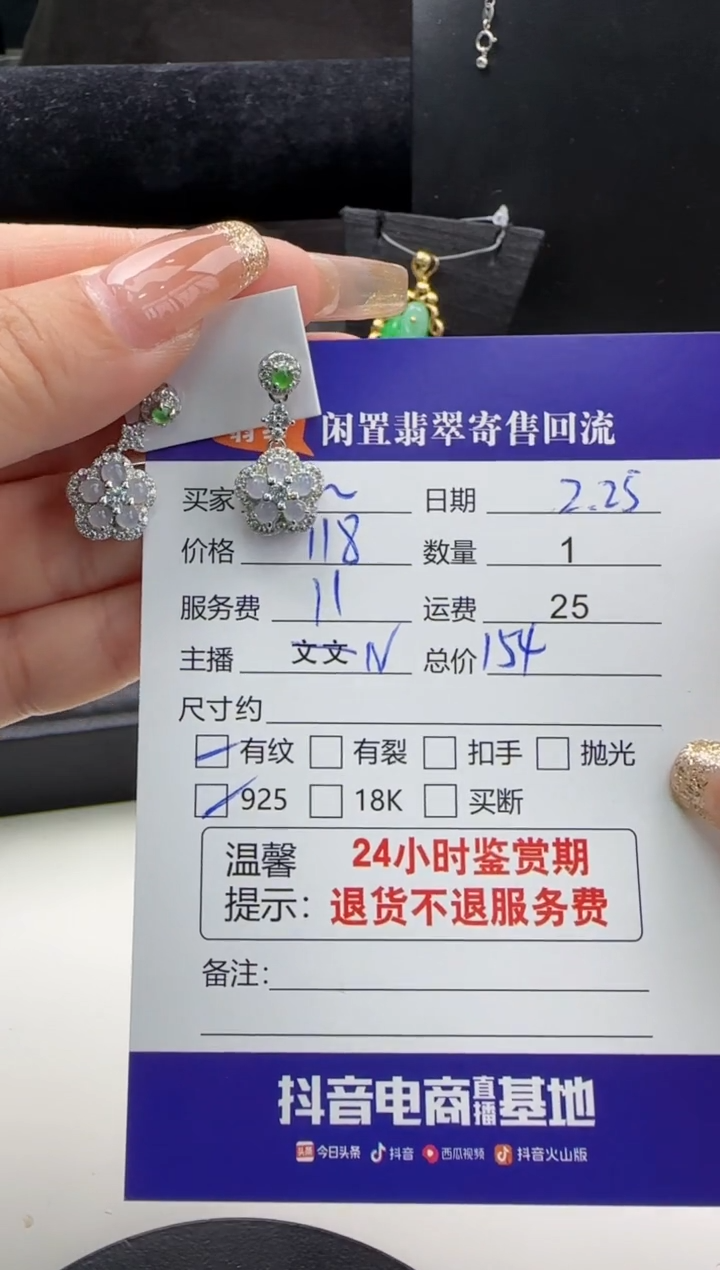 闲置翡翠寄售回流
买家 ~ 日期 2.25
价格 118 数量 1
服务费 11 运费 25
主播 文文 N 总价 154
尺寸约
有纹 有裂 扣手 抛光
925 18K 买断
温馨提示: 24小时鉴赏期
退货不退服务费
备注:
抖音电商直播基地
头条 今日头条 抖音 西瓜视频 抖音火山版